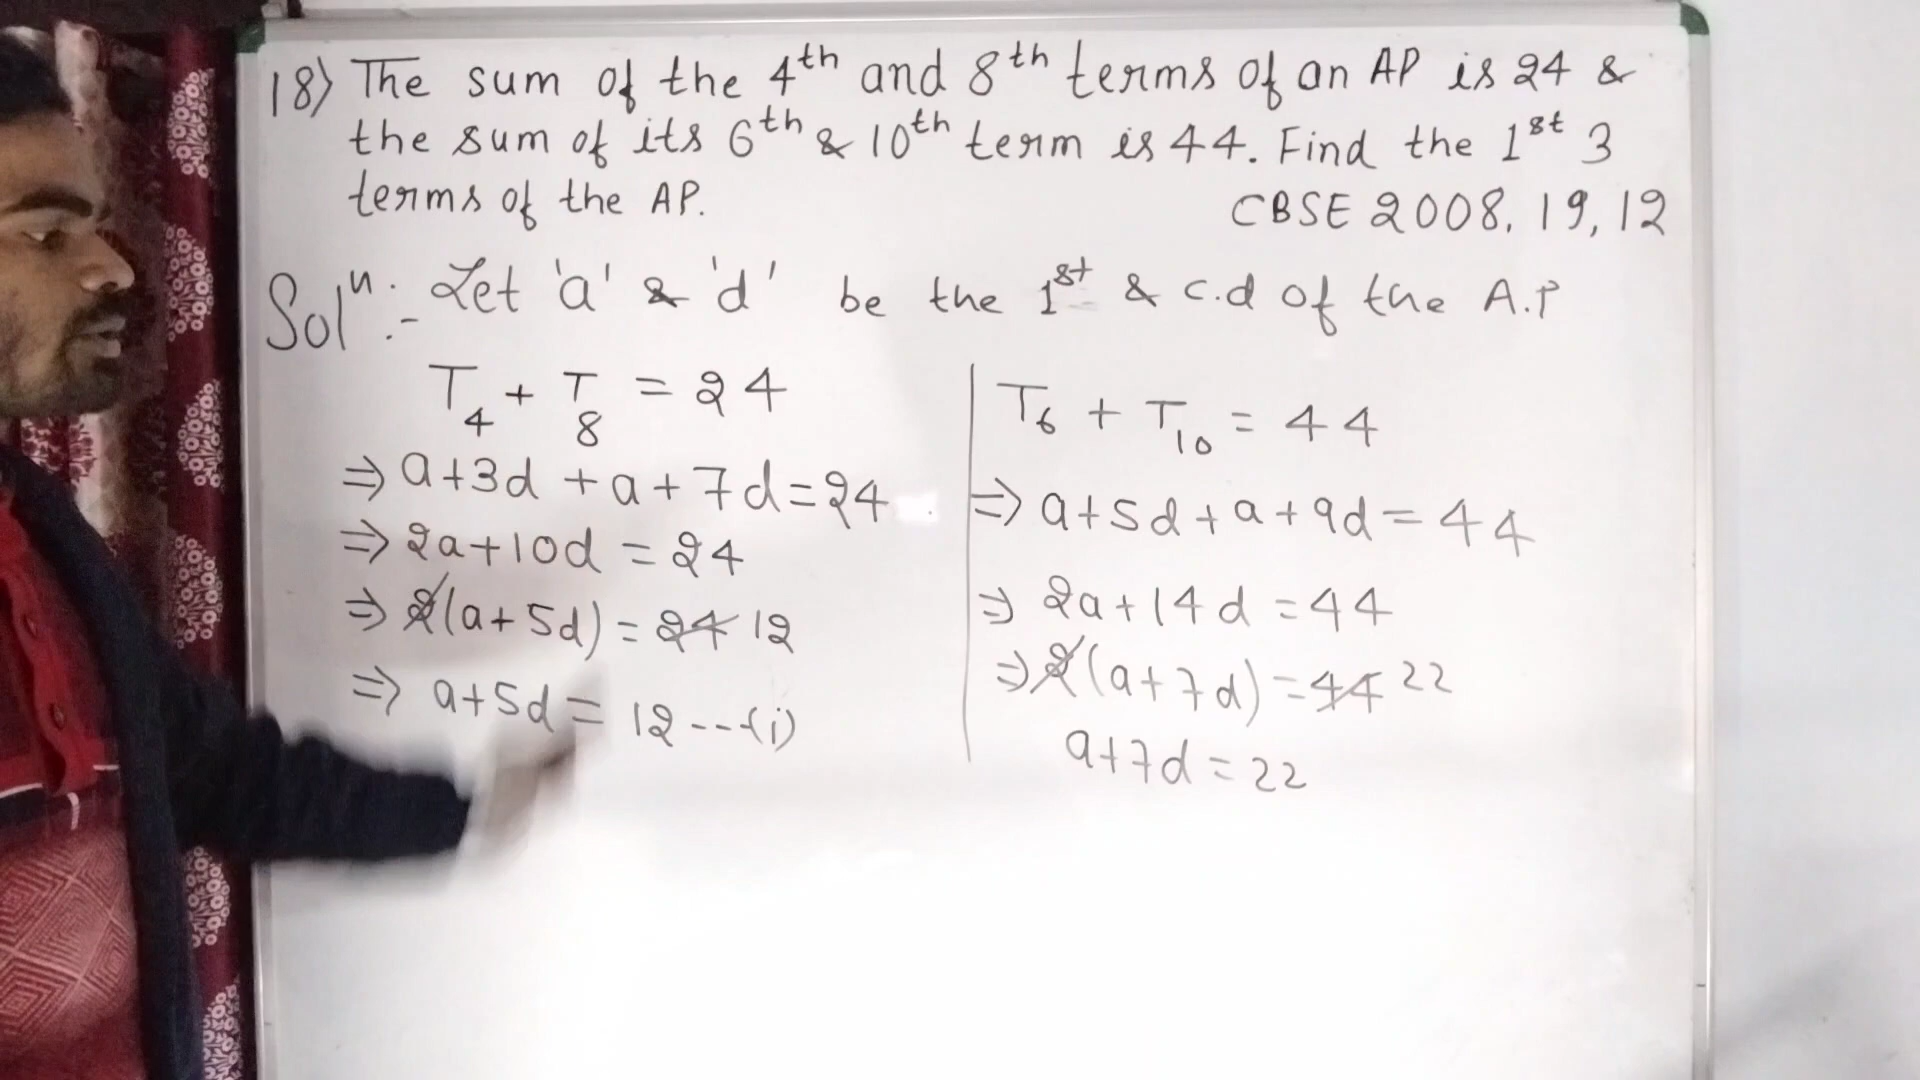 18) The sum of the 4th and 8th terms of an AP is 24 &
the sum of its 6th & 10th term is 44. Find the 1st 3
terms of the AP.
CBSE 2008, 19, 12
Solⁿ:- Let 'a' & 'd' be the 1st & c.d of the A.P
T₄ + T₈ = 24
⇒ a+3d + a+7d=24
⇒ 2a+10d = 24
⇒ 2(a+5d) = 24 12
⇒ a+5d = 12 ---(i)
T₆ + T₁₀ = 44
⇒ a+5d+a+9d=44
⇒ 2a+14d=44
⇒ 2(a+7d)=44 22
a+7d=22